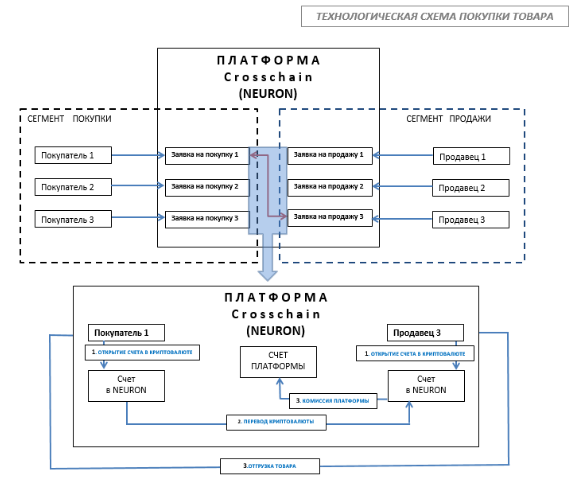 ТЕХНОЛОГИЧЕСКАЯ СХЕМА ПОКУПКИ ТОВАРА
ПЛАТФОРМА
Crosschain
(NEURON)
СЕГМЕНТ ПОКУПКИ
СЕГМЕНТ ПРОДАЖИ
Покупатель 1
Заявка на покупку 1
Заявка на продажу 1
Продавец 1
Покупатель 2
Заявка на покупку 2
Заявка на продажу 2
Продавец 2
Покупатель 3
Заявка на покупку 3
Заявка на продажу 3
Продавец 3
ПЛАТФОРМА
Crosschain
(NEURON)
Покупатель 1
Продавец 3
1. ОТКРЫТИЕ СЧЕТА В КРИПТОВАЛЮТЕ
1. ОТКРЫТИЕ СЧЕТА В КРИПТОВАЛЮТЕ
СЧЕТ
ПЛАТФОРМЫ
Счет
в NEURON
Счет
в NEURON
3. КОМИССИЯ ПЛАТФОРМЫ
2. ПЕРЕВОД КРИПТОВАЛЮТЫ
3.ОТГРУЗКА ТОВАРА